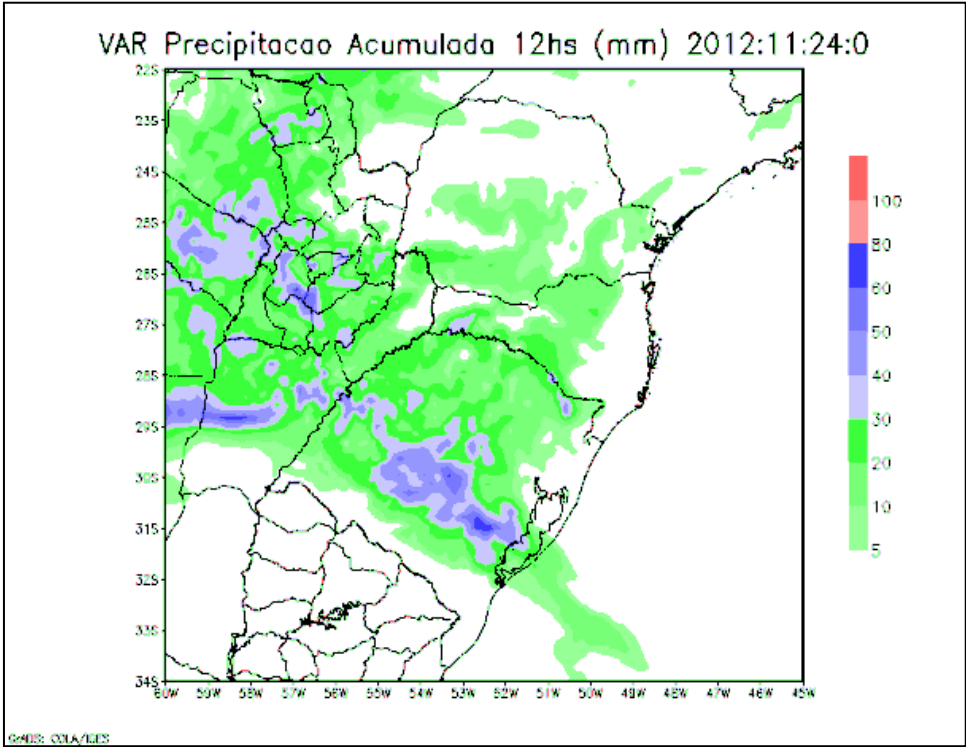 VAR Precipitacao Acumulada 12hs (mm) 2012:11:24:0
22S
23S
24S
25S
26S
27S
28S
29S
30S
31S
32S
33S
34S
60W 59W 58W 57W 56W 55W 54W 53W 52W 51W 50W 49W 48W 47W 46W 45W
100
80
60
50
40
30
20
10
5
GrADS: COLA/IGES